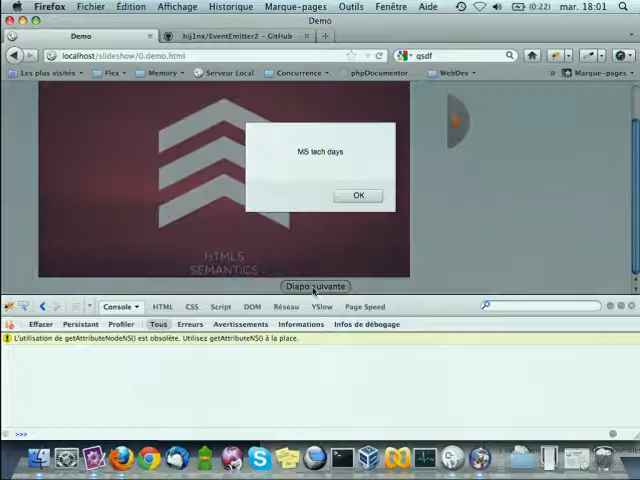 Firefox Fichier Édition Affichage Historique Marque-pages Outils Fenêtre Aide (0:22) mar. 18:01
Demo
Demo hij1nx/EventEmitter2 - GitHub
localhost/slideshow/0.demo.html qsdf
Les plus visités Flex Memory Serveur Local Concurrence phpDocumentor WebDev Marque-pages
MS tech days
OK
HTML5
SEMANTICS
Diapo suivante
Console HTML CSS Script DOM Réseau YSlow Page Speed
Effacer Persistant Profiler Tous Erreurs Avertissements Informations Infos de débogage
L'utilisation de getAttributeNodeNS() est obsolète. Utilisez getAttributeNS() à la place.
>>>